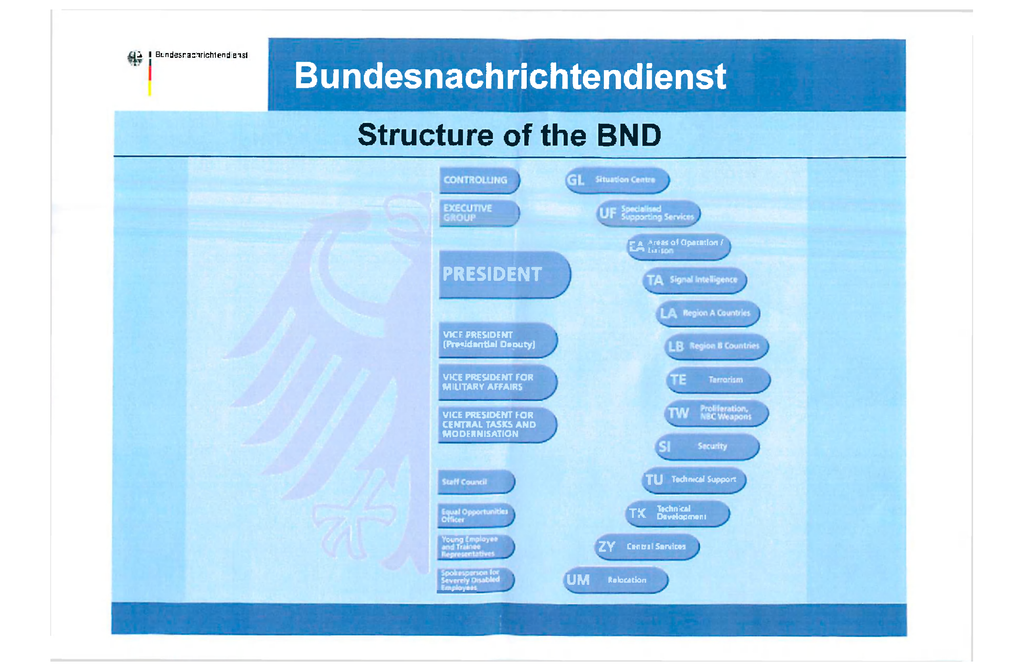 Bundesnachrichtendienst
Bundesnachrichtendienst
Structure of the BND
CONTROLLING
EXECUTIVE
GROUP
PRESIDENT
VICE PRESIDENT
(Presidential Deputy)
VICE PRESIDENT FOR
MILITARY AFFAIRS
VICE PRESIDENT FOR
CENTRAL TASKS AND
MODERNISATION
Staff Council
Equal Opportunities
Officer
Young Employee
and Trainee
Representatives
Spokesperson for
Severely Disabled
Employees
GL Situation Centre
UF Specialised
Supporting Services
EA Areas of Operation /
Liaison
TA Signal Intelligence
LA Region A Countries
LB Region B Countries
TE Terrorism
TW Proliferation,
NBC Weapons
SI Security
TU Technical Support
TK Technical
Development
ZY Central Services
UM Relocation